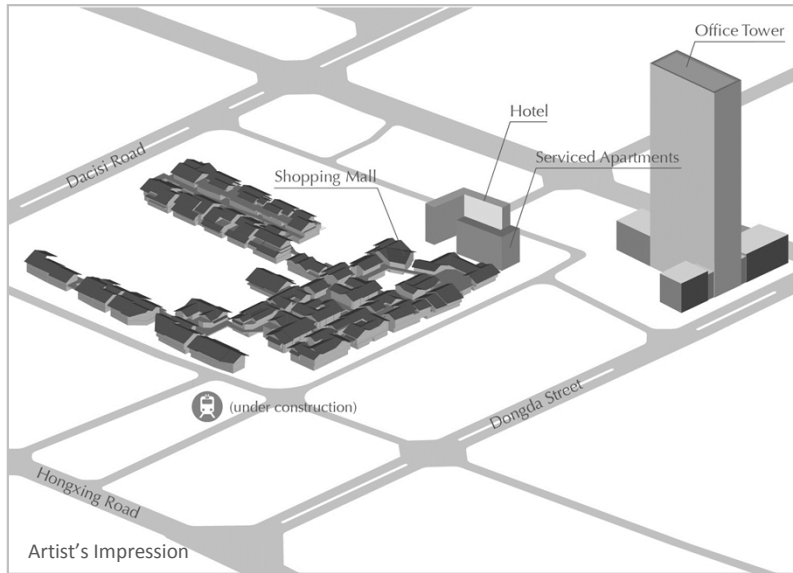 Office Tower
Hotel
Serviced Apartments
Shopping Mall
Dacisi Road
(under construction)
Dongda Street
Hongxing Road
Artist’s Impression